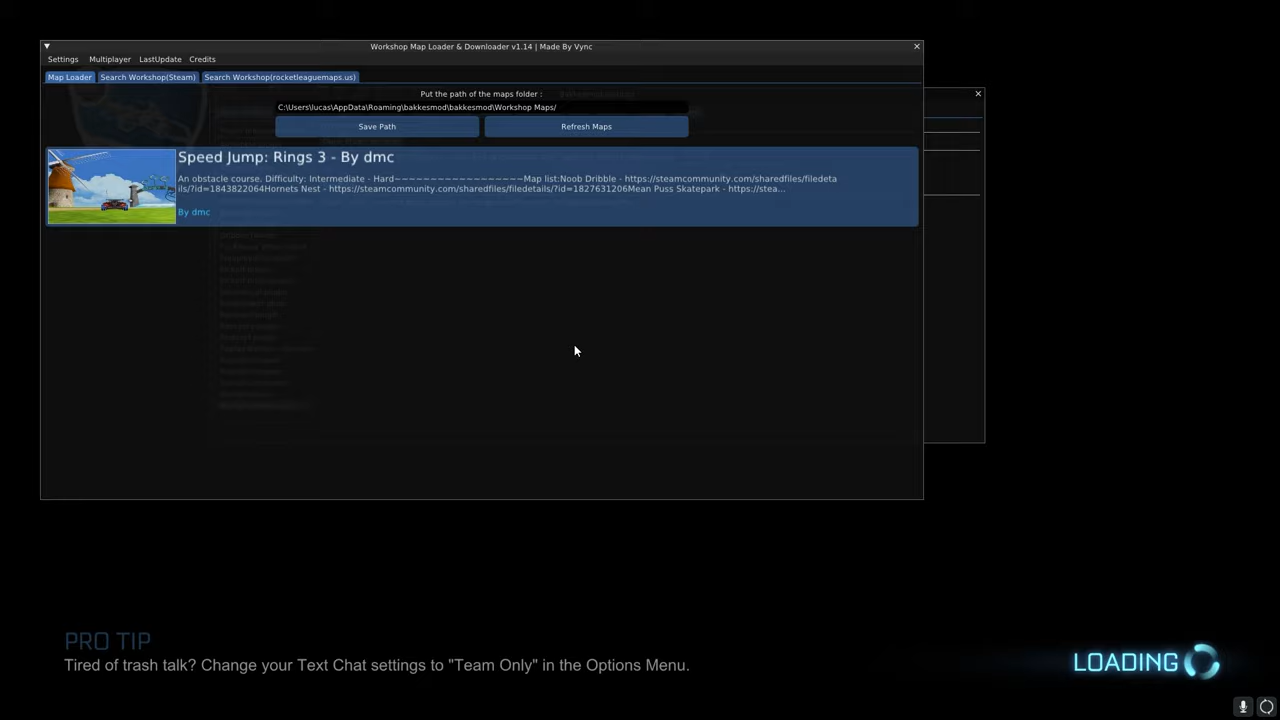 Workshop Map Loader & Downloader v1.14 | Made By Vync
Settings Multiplayer LastUpdate Credits
Map Loader Search Workshop(Steam) Search Workshop(rocketleaguemaps.us)
Put the path of the maps folder :
C:\Users\lucas\AppData\Roaming\bakkesmod\bakkesmod\Workshop Maps/
Save Path Refresh Maps
Speed Jump: Rings 3 - By dmc
An obstacle course. Difficulty: Intermediate - Hard~~~~~~~~~~~~~~~~~~Map list:Noob Dribble - https://steamcommunity.com/sharedfiles/filedeta
ils/?id=1843822064Hornets Nest - https://steamcommunity.com/sharedfiles/filedetails/?id=1827631206Mean Puss Skatepark - https://stea...
By dmc
PRO TIP
Tired of trash talk? Change your Text Chat settings to "Team Only" in the Options Menu.
LOADING